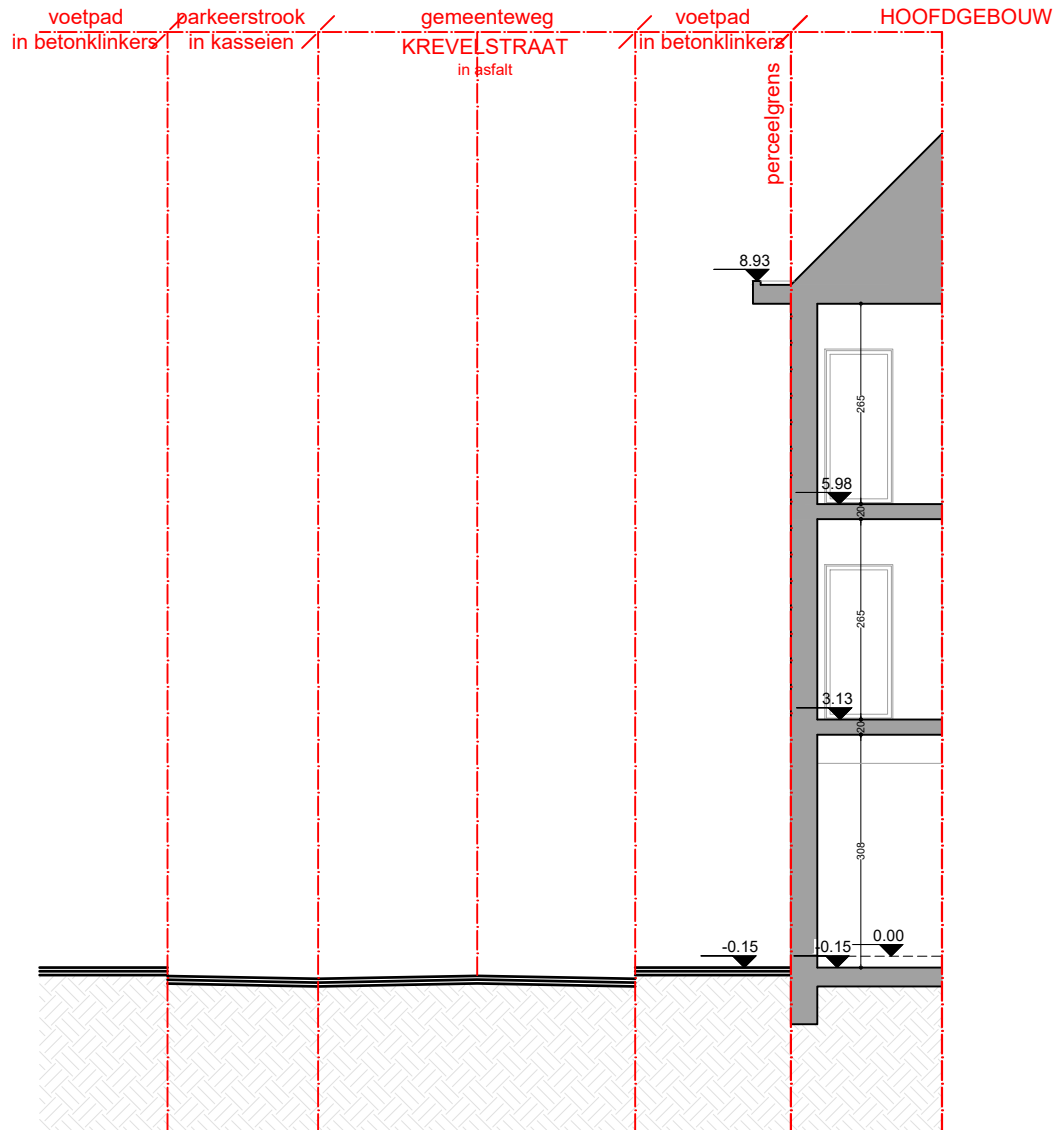 voetpad
in betonklinkers
parkeerstrook
in kasseien
gemeenteweg
KREVELSTRAAT
in asfalt
voetpad
in betonklinkers
HOOFDGEBOUW
perceelgrens
8.93
265
5.98
20
265
3.13
20
308
-0.15
-0.15
0.00